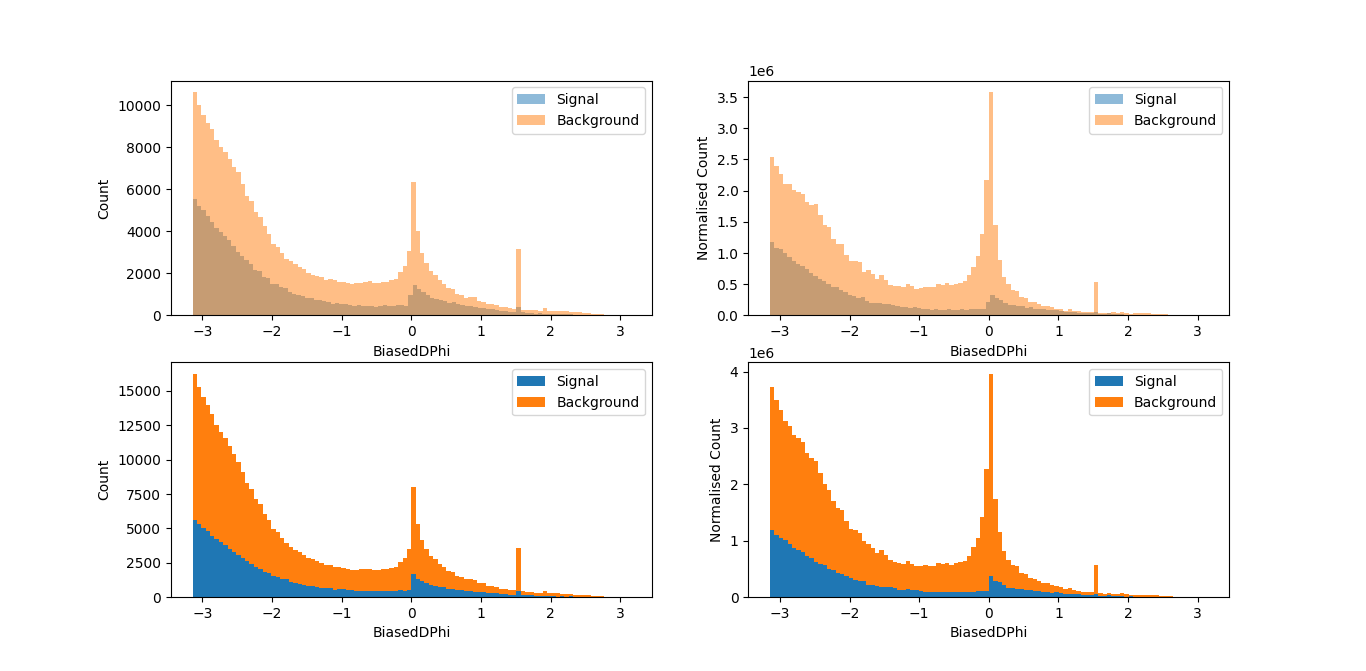 Count
10000
8000
6000
4000
2000
0
−3 −2 −1 0 1 2 3
BiasedDPhi
Signal
Background
1e6
Normalised Count
3.5
3.0
2.5
2.0
1.5
1.0
0.5
0.0
−3 −2 −1 0 1 2 3
BiasedDPhi
Signal
Background
Count
15000
12500
10000
7500
5000
2500
0
−3 −2 −1 0 1 2 3
BiasedDPhi
Signal
Background
1e6
Normalised Count
4
3
2
1
0
−3 −2 −1 0 1 2 3
BiasedDPhi
Signal
Background